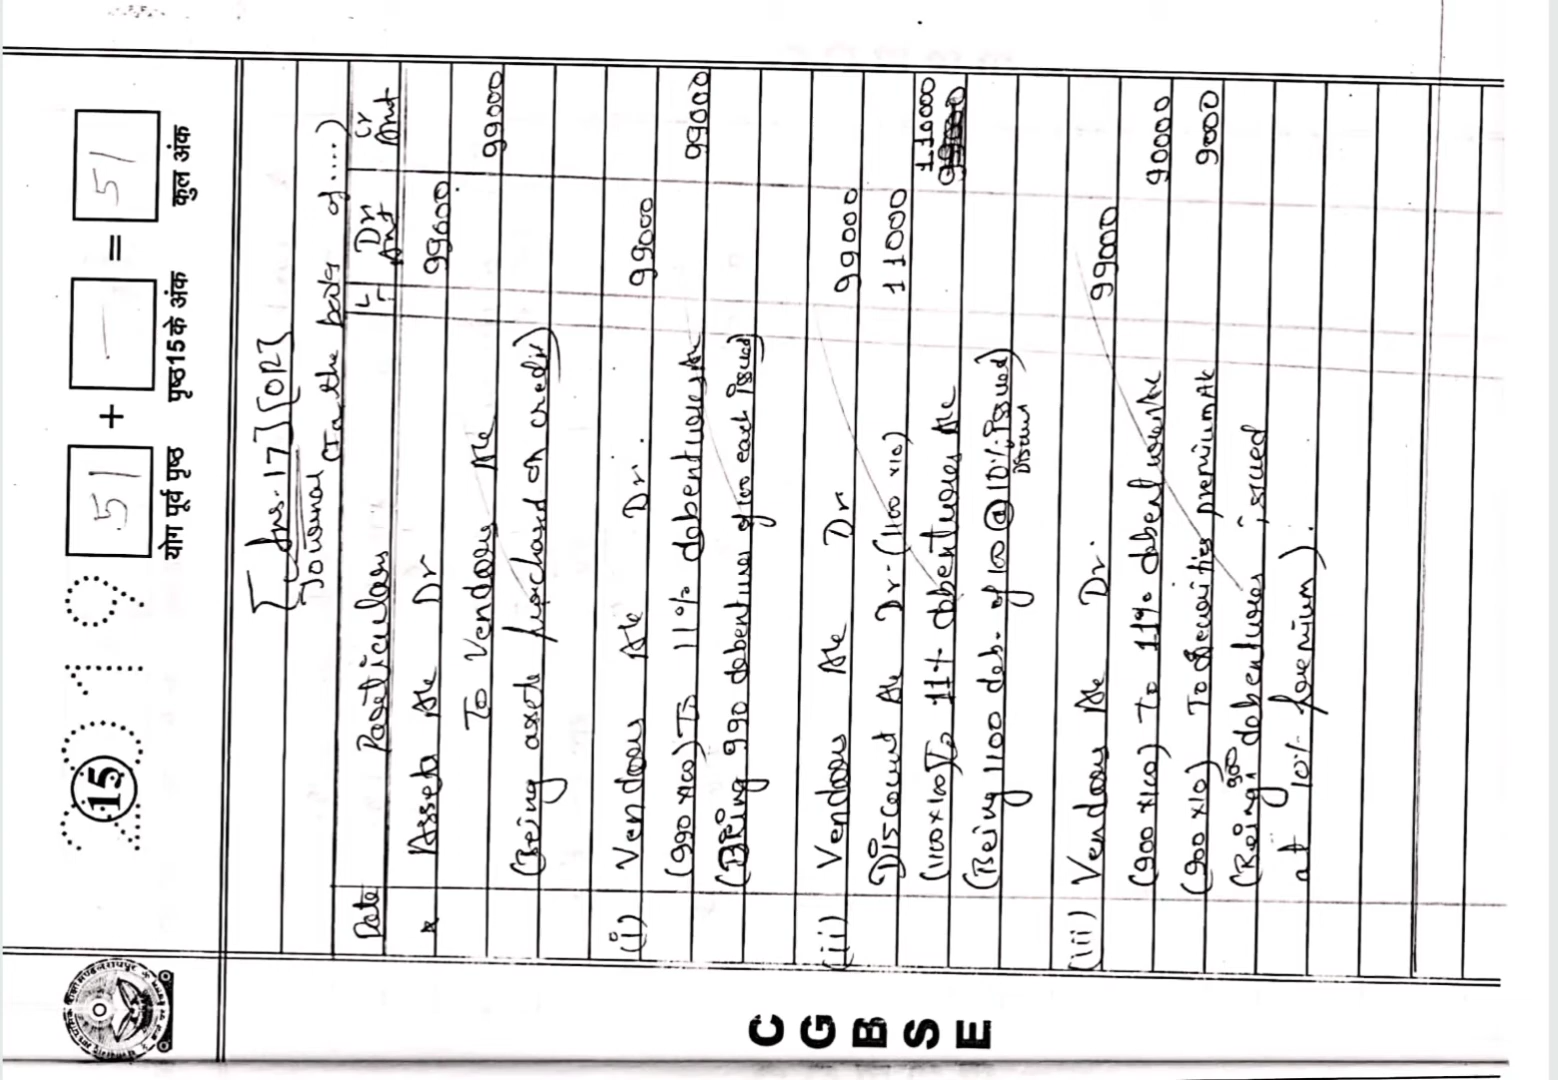 2019
15
51 + — = 51
योग पूर्व पृष्ठ पृष्ठ 15 के अंक कुल अंक
[Ans. 17] [OR]
Journal
(In the books of ....)
Date Particulars L F Dr Amt Cr Amt
* Assets A/c Dr 99000
To Vendors A/c 99000
(Being assets purchased on credit)
(i) Vendors A/c Dr. 99000
(990 x 100) To 11% debentures A/c 99000
(Being 990 debentures of 100 each issued)
(ii) Vendors A/c Dr 99000
Discount A/c Dr. (1100 x 10) 11000
(1100 x 100) To 11% debentures A/c 110000
(Being 1100 deb. of 100 @ 10% issued
Discount
(iii) Vendors A/c Dr. 99000
(900 x 100) To 11% debentures A/c 90000
(900 x 10) To Securities premium A/c 9000
(Being 900 debentures issued
at 10% premium).
CGBSE